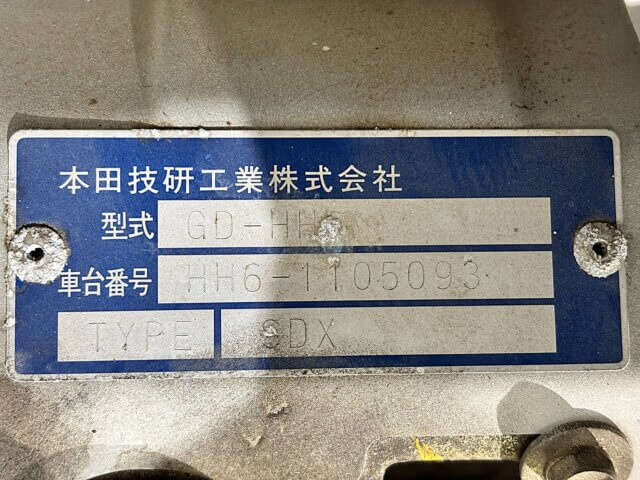 本田技研工業株式会社
型式 GD-HH6
車台番号 HH6-1105093
TYPE SDX